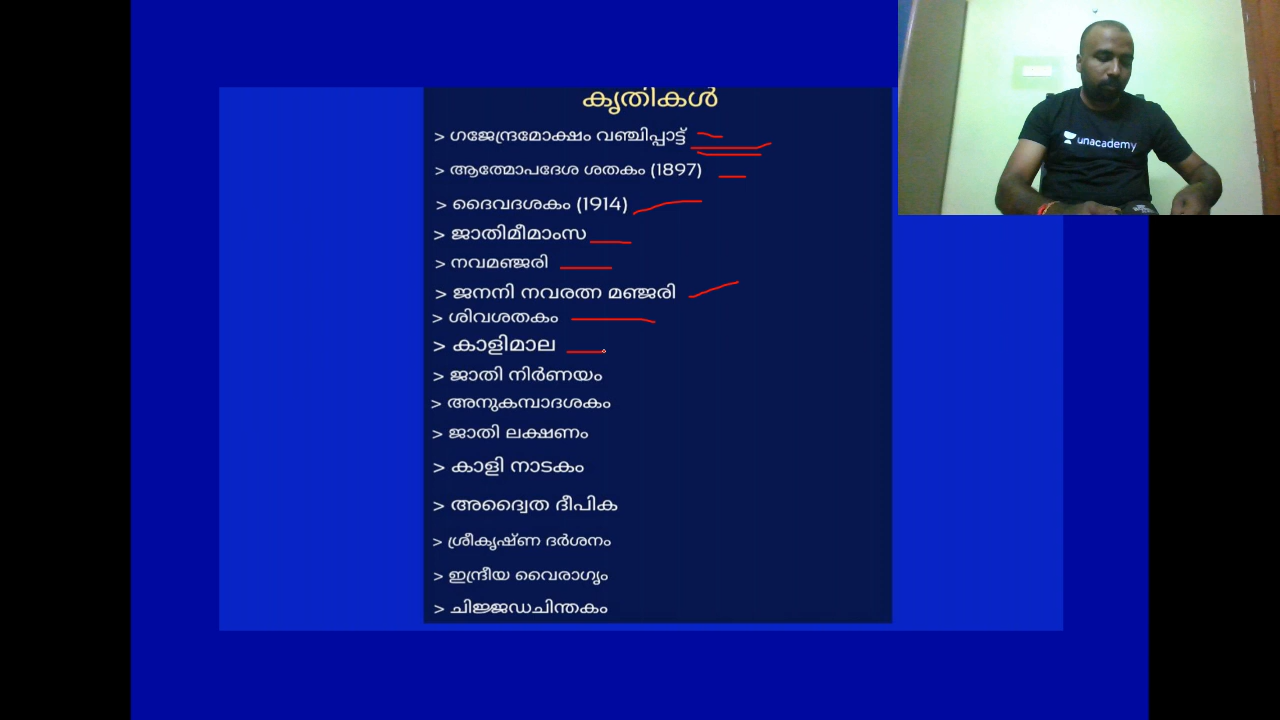 കൃതികൾ
> ഗജേന്ദ്രമോക്ഷം വഞ്ചിപ്പാട്ട്
> ആത്മോപദേശ ശതകം (1897)
> ദൈവദശകം (1914)
> ജാതിമീമാംസ
> നവമഞ്ജരി
> ജനനി നവരത്ന മഞ്ജരി
> ശിവശതകം
> കാളിമാല
> ജാതി നിർണയം
> അനുകമ്പാദശകം
> ജാതി ലക്ഷണം
> കാളി നാടകം
> അദ്വൈത ദീപിക
> ശ്രീകൃഷ്ണ ദർശനം
> ഇന്ദ്രീയ വൈരാഗ്യം
> ചിജ്ജഡചിന്തകം
unacademy